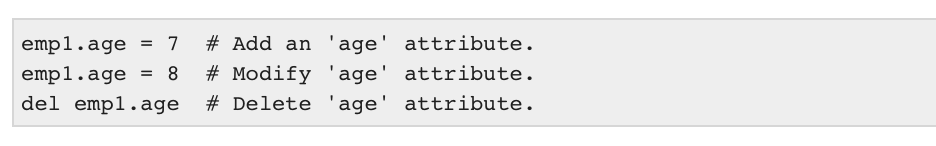 emp1.age = 7  # Add an 'age' attribute.
emp1.age = 8  # Modify 'age' attribute.
del emp1.age  # Delete 'age' attribute.